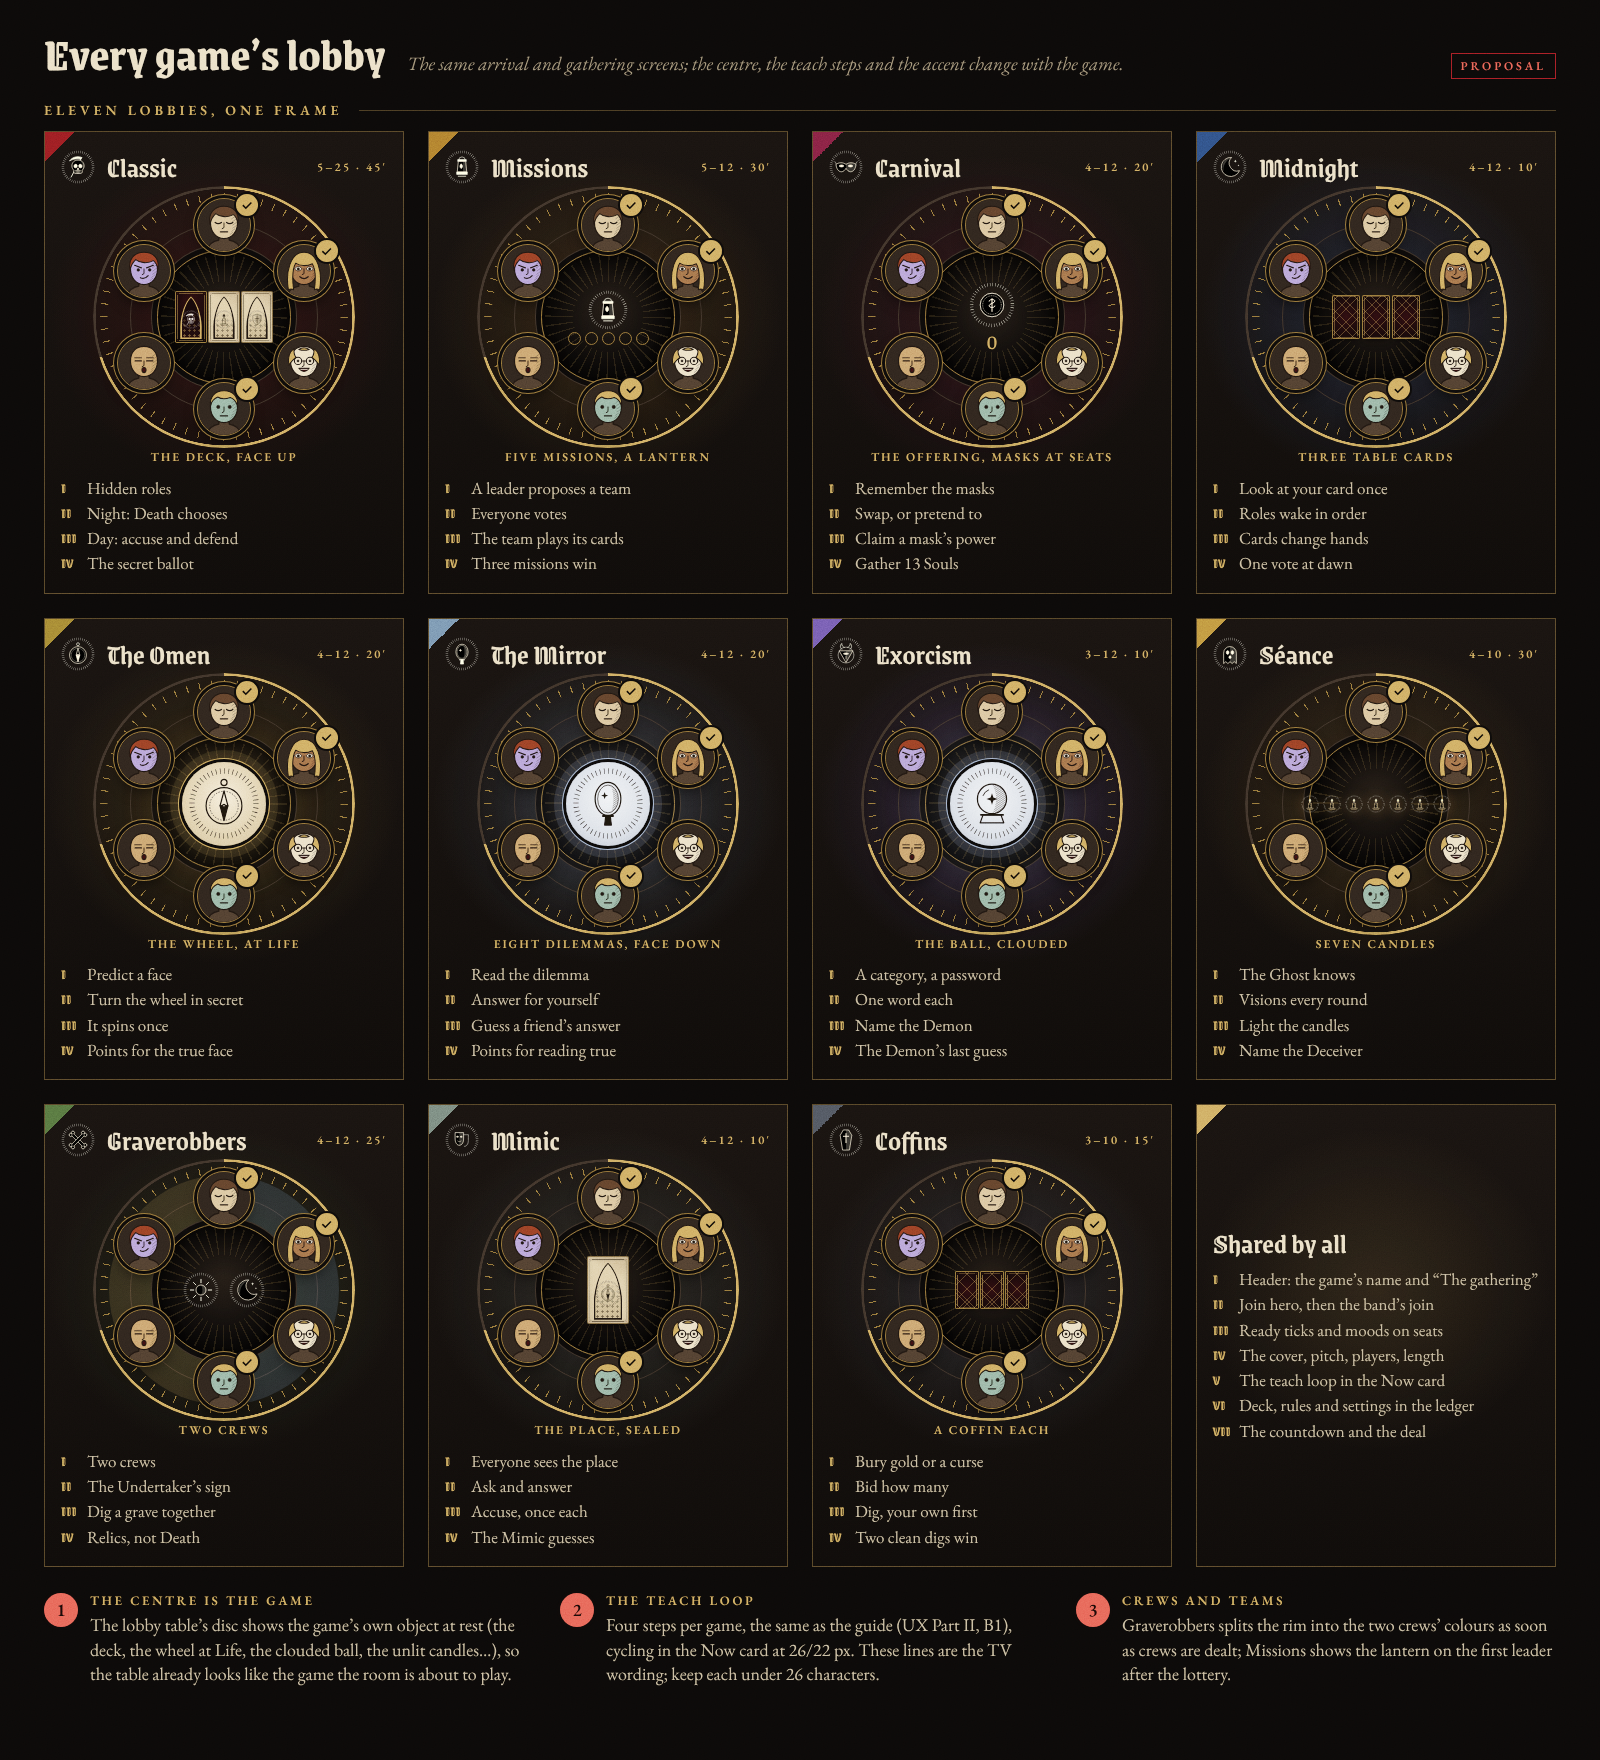 Every game’s lobby
The same arrival and gathering screens; the centre, the teach steps and the accent change with the game.
PROPOSAL
ELEVEN LOBBIES, ONE FRAME
Classic
5–25 · 45′
THE DECK, FACE UP
I Hidden roles
II Night: Death chooses
III Day: accuse and defend
IV The secret ballot
Missions
5–12 · 30′
FIVE MISSIONS, A LANTERN
I A leader proposes a team
II Everyone votes
III The team plays its cards
IV Three missions win
Carnival
4–12 · 20′
0
THE OFFERING, MASKS AT SEATS
I Remember the masks
II Swap, or pretend to
III Claim a mask’s power
IV Gather 13 Souls
Midnight
4–12 · 10′
THREE TABLE CARDS
I Look at your card once
II Roles wake in order
III Cards change hands
IV One vote at dawn
The Omen
4–12 · 20′
THE WHEEL, AT LIFE
I Predict a face
II Turn the wheel in secret
III It spins once
IV Points for the true face
The Mirror
4–12 · 20′
EIGHT DILEMMAS, FACE DOWN
I Read the dilemma
II Answer for yourself
III Guess a friend’s answer
IV Points for reading true
Exorcism
3–12 · 10′
THE BALL, CLOUDED
I A category, a password
II One word each
III Name the Demon
IV The Demon’s last guess
Séance
4–10 · 30′
SEVEN CANDLES
I The Ghost knows
II Visions every round
III Light the candles
IV Name the Deceiver
Graverobbers
4–12 · 25′
TWO CREWS
I Two crews
II The Undertaker’s sign
III Dig a grave together
IV Relics, not Death
Mimic
4–12 · 10′
THE PLACE, SEALED
I Everyone sees the place
II Ask and answer
III Accuse, once each
IV The Mimic guesses
Coffins
3–10 · 15′
A COFFIN EACH
I Bury gold or a curse
II Bid how many
III Dig, your own first
IV Two clean digs win
Shared by all
I Header: the game’s name and “The gathering”
II Join hero, then the band’s join
III Ready ticks and moods on seats
IV The cover, pitch, players, length
V The teach loop in the Now card
VI Deck, rules and settings in the ledger
VII The countdown and the deal
1
THE CENTRE IS THE GAME
The lobby table’s disc shows the game’s own object at rest (the
deck, the wheel at Life, the clouded ball, the unlit candles…), so
the table already looks like the game the room is about to play.
2
THE TEACH LOOP
Four steps per game, the same as the guide (UX Part II, B1),
cycling in the Now card at 26/22 px. These lines are the TV
wording; keep each under 26 characters.
3
CREWS AND TEAMS
Graverobbers splits the rim into the two crews’ colours as soon
as crews are dealt; Missions shows the lantern on the first leader
after the lottery.